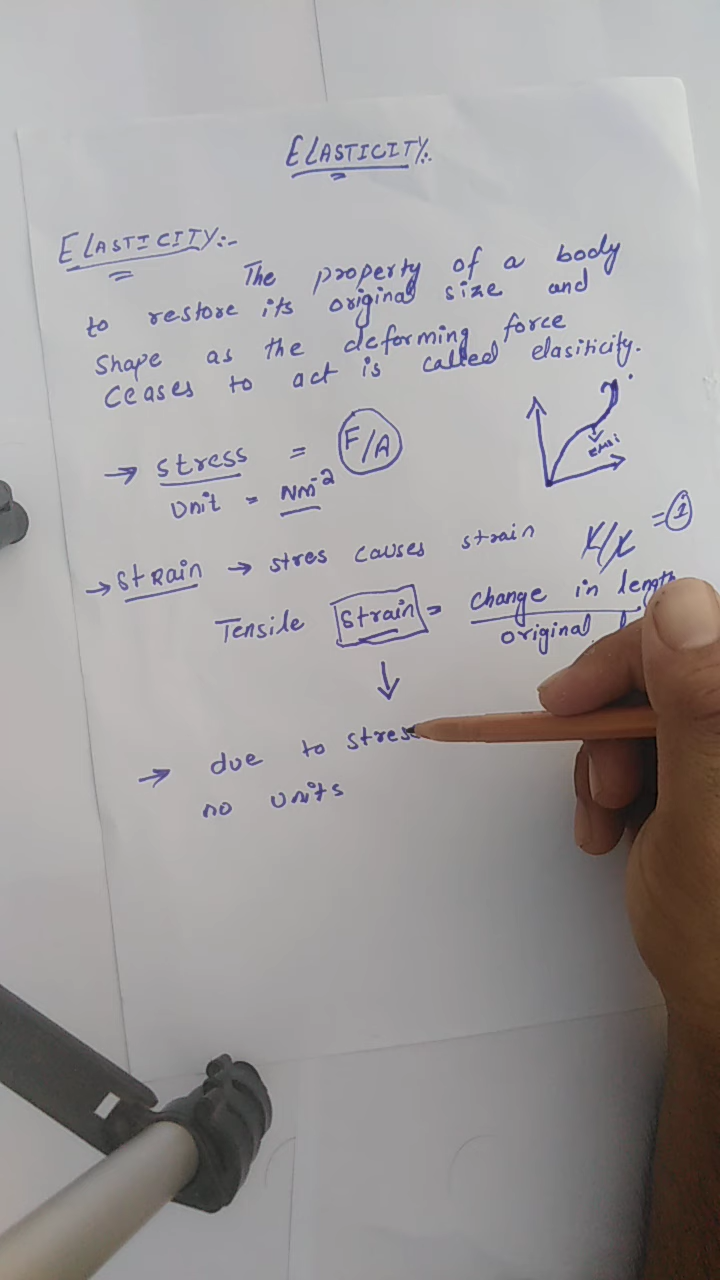 ELASTICITY:
ELASTICITY:-
The property of a body
to restore its original size and
shape as the deforming force
ceases to act is called elasiticity.
→ stress = F/A
Unit = Nm⁻²
→ STRAIN → stres causes strain
x/x = 1
Tensile Strain = change in length
original
→ due to stres
no units